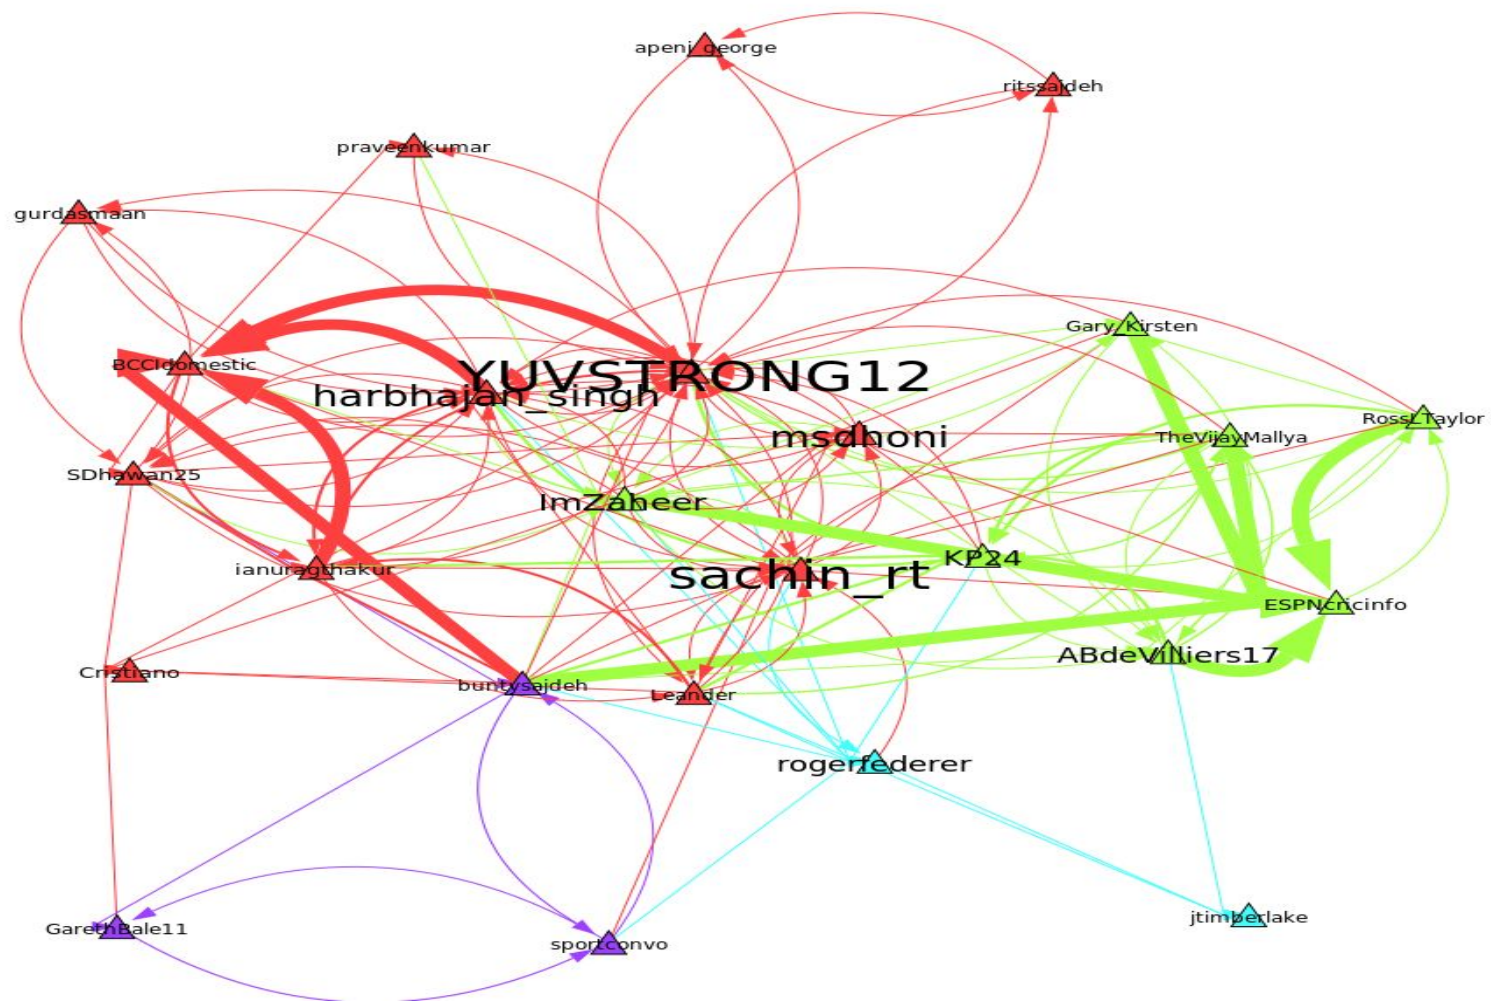 apenj_george
ritssajdeh
praveenkumar
gurdasmaan
Gary_Kirsten
BCCIdomestic
YUVSTRONG12
harbhajan_singh
RossLTaylor
msdhoni
TheVijayMallya
SDhawan25
ImZaheer
KP24
ianuragthakur
sachin_rt
ESPNcricinfo
ABdeVilliers17
Cristiano
buntysajdeh
Leander
rogerfederer
jtimberlake
GarethBale11
sportconvo